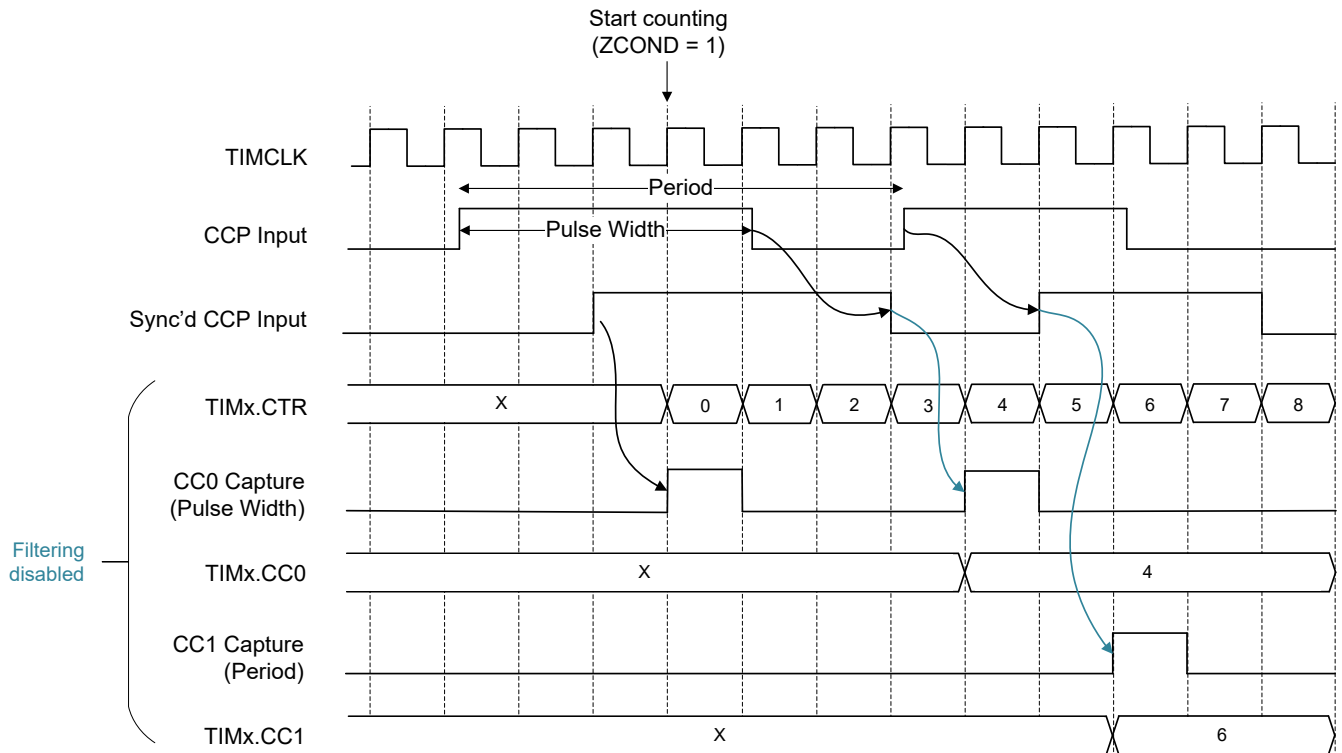 Start counting
(ZCOND = 1)
TIMCLK
Period
CCP Input
Pulse Width
Sync’d CCP Input
TIMx.CTR
X
0
1
2
3
4
5
6
7
8
CC0 Capture
(Pulse Width)
Filtering
disabled
TIMx.CC0
X
4
CC1 Capture
(Period)
TIMx.CC1
X
6